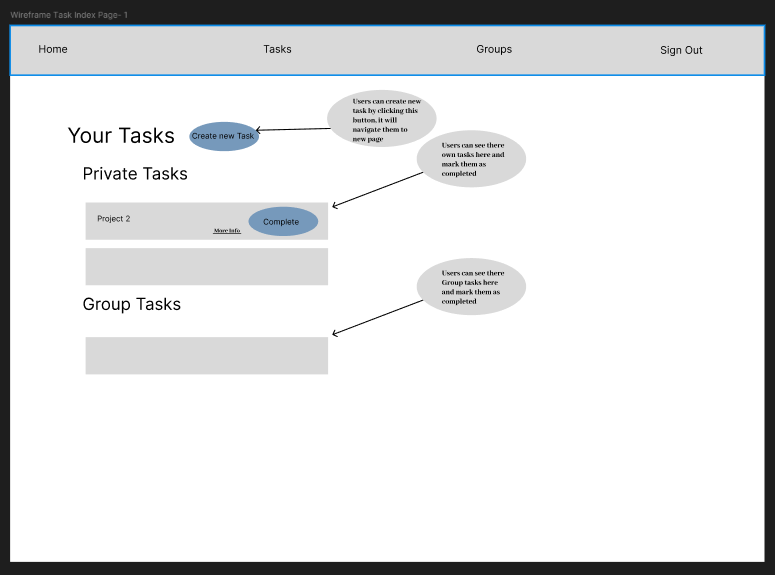 Wireframe Task Index Page- 1
Home Tasks Groups Sign Out
Users can create new
task by clicking this
button, it will
navigate them to
new page
Your Tasks
Create new Task
Users can see there
own tasks here and
mark them as
completed
Private Tasks
Project 2
More Info
Complete
Users can see there
Group tasks here
and mark them as
completed
Group Tasks